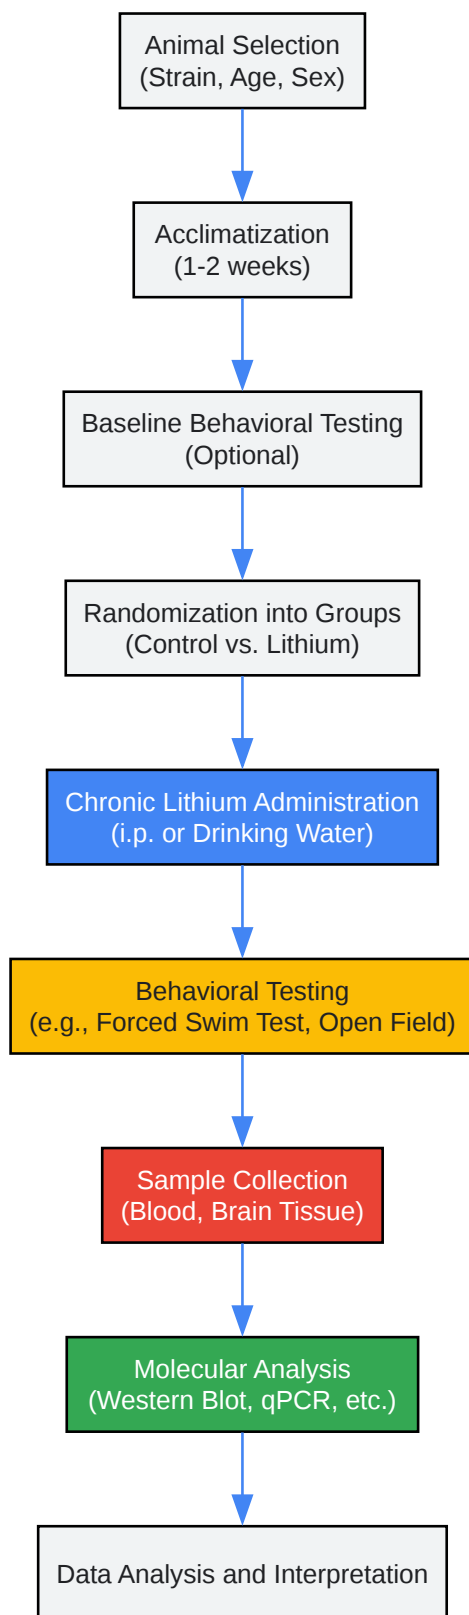 Animal Selection
(Strain, Age, Sex)
Acclimatization
(1-2 weeks)
Baseline Behavioral Testing
(Optional)
Randomization into Groups
(Control vs. Lithium)
Chronic Lithium Administration
(i.p. or Drinking Water)
Behavioral Testing
(e.g., Forced Swim Test, Open Field)
Sample Collection
(Blood, Brain Tissue)
Molecular Analysis
(Western Blot, qPCR, etc.)
Data Analysis and Interpretation